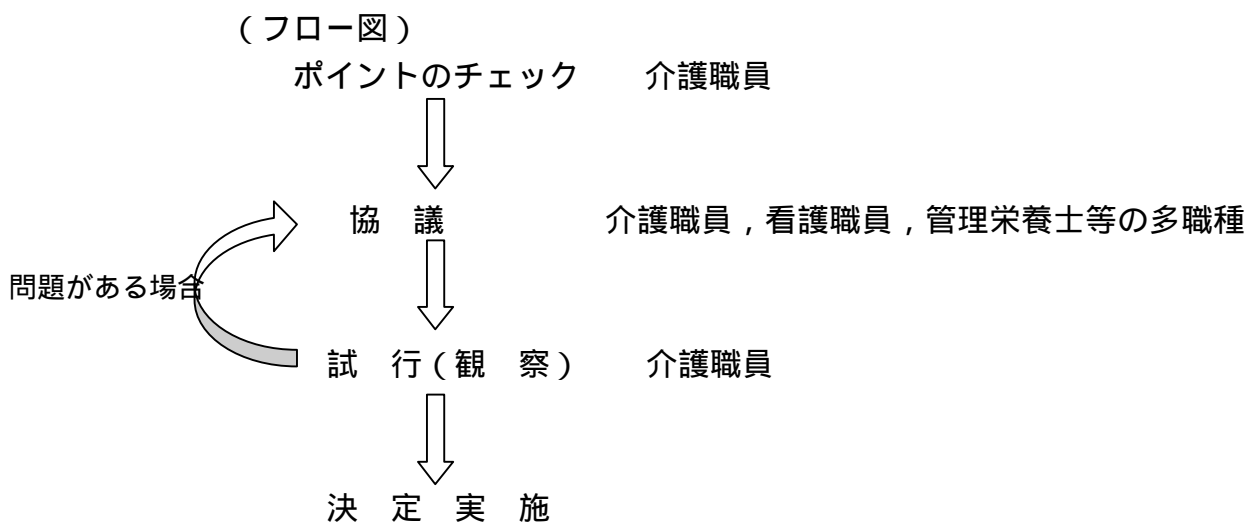 （フロー図）
ポイントのチェック　　介護職員
協　議　　　　　介護職員，看護職員，管理栄養士等の多職種
問題がある場合
試　行（観　察）　　介護職員
決　定　実　施